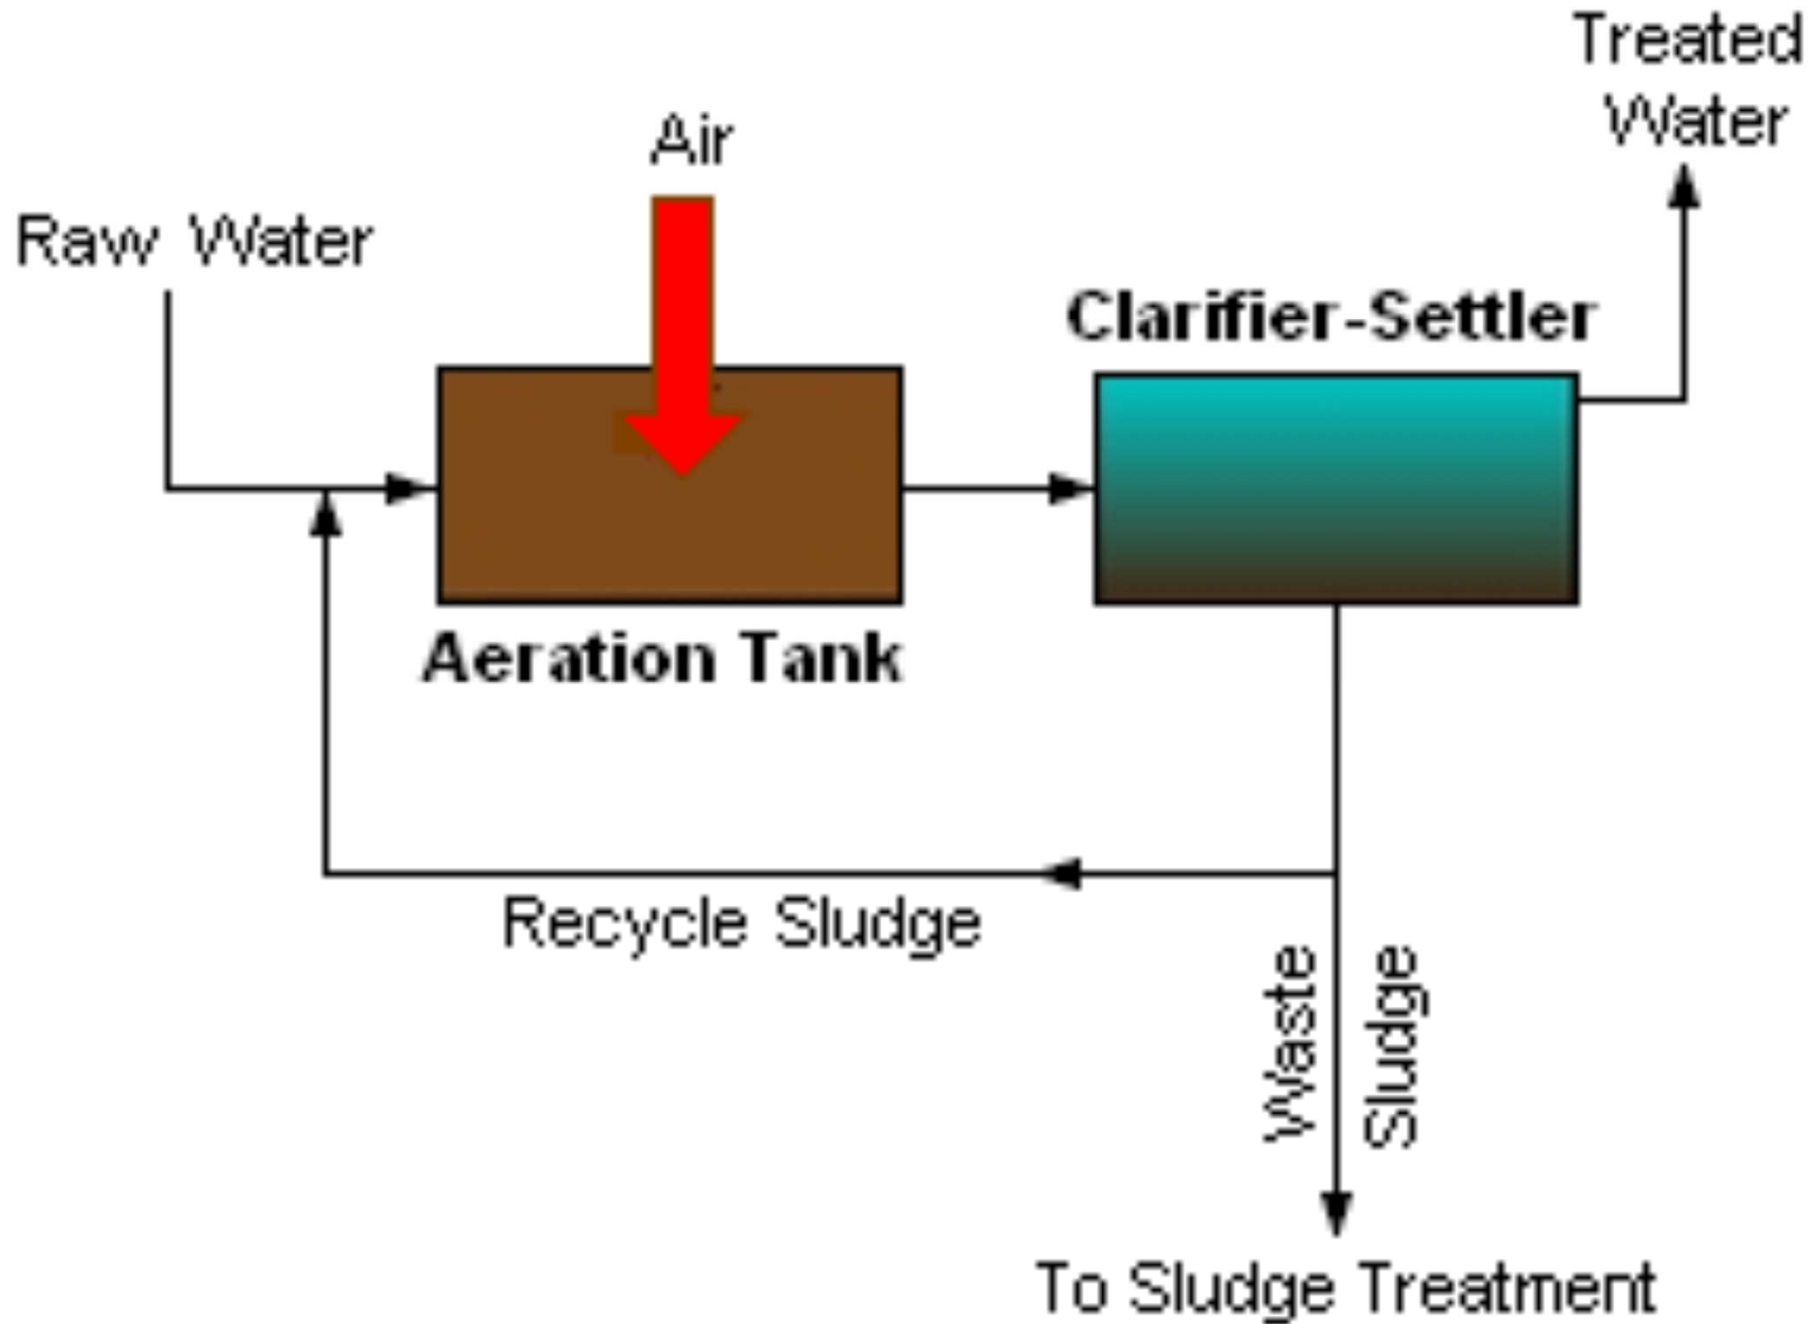 Treated
Water
Air
Raw Water
Clarifier-Settler
Aeration Tank
Recycle Sludge
Waste
Sludge
To Sludge Treatment